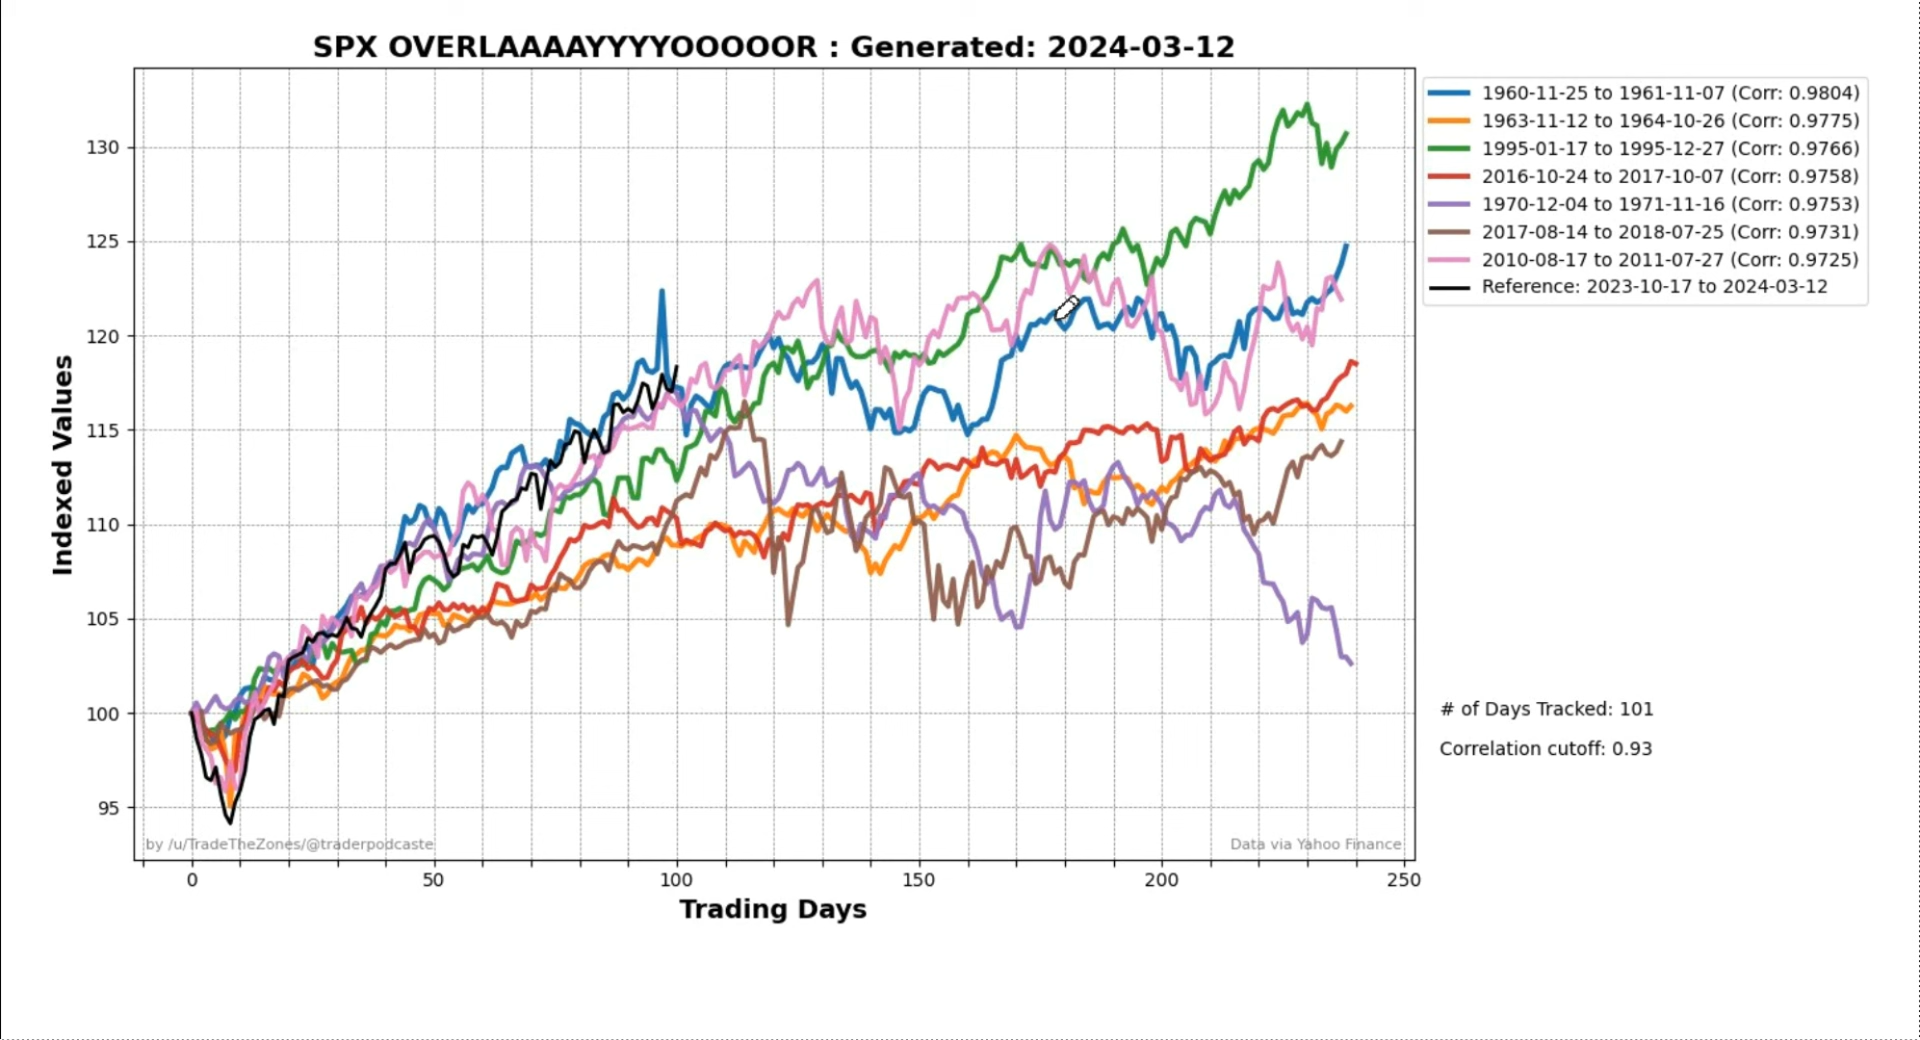 SPX OVERLAAAAYYYYOOOOOR : Generated: 2024-03-12
1960-11-25 to 1961-11-07 (Corr: 0.9804)
1963-11-12 to 1964-10-26 (Corr: 0.9775)
1995-01-17 to 1995-12-27 (Corr: 0.9766)
2016-10-24 to 2017-10-07 (Corr: 0.9758)
1970-12-04 to 1971-11-16 (Corr: 0.9753)
2017-08-14 to 2018-07-25 (Corr: 0.9731)
2010-08-17 to 2011-07-27 (Corr: 0.9725)
Reference: 2023-10-17 to 2024-03-12
130
125
120
115
110
105
100
95
Indexed Values
# of Days Tracked: 101
Correlation cutoff: 0.93
by /u/TradeTheZones/@traderpodcaste
Data via Yahoo Finance
0 50 100 150 200 250
Trading Days